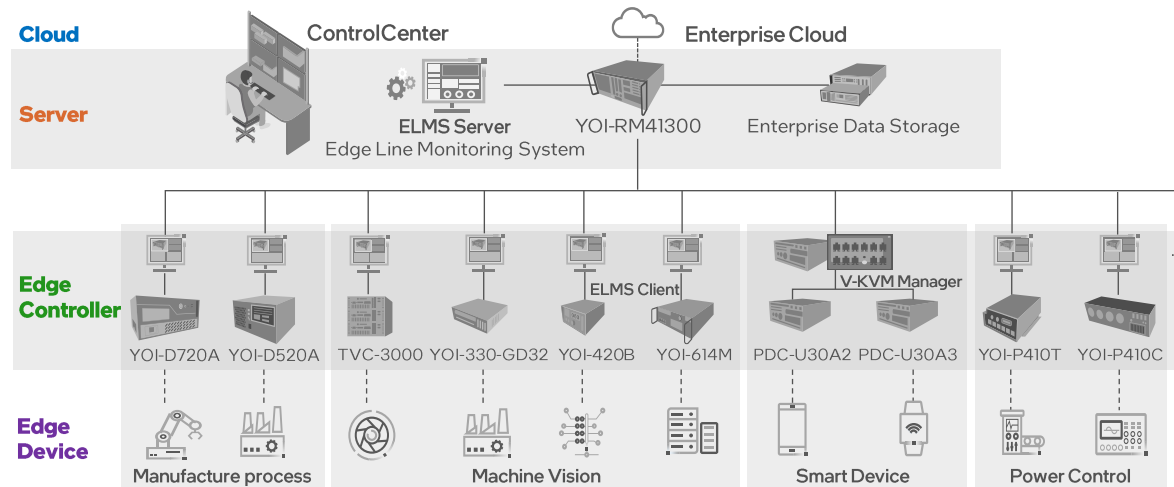 Cloud
ControlCenter
Enterprise Cloud
Server
ELMS Server
Edge Line Monitoring System
YOI-RM41300
Enterprise Data Storage
Edge
Controller
ELMS Client
V-KVM Manager
YOI-D720A
YOI-D520A
TVC-3000
YOI-330-GD32
YOI-420B
YOI-614M
PDC-U30A2
PDC-U30A3
YOI-P410T
YOI-P410C
Edge
Device
Manufacture process
Machine Vision
Smart Device
Power Control